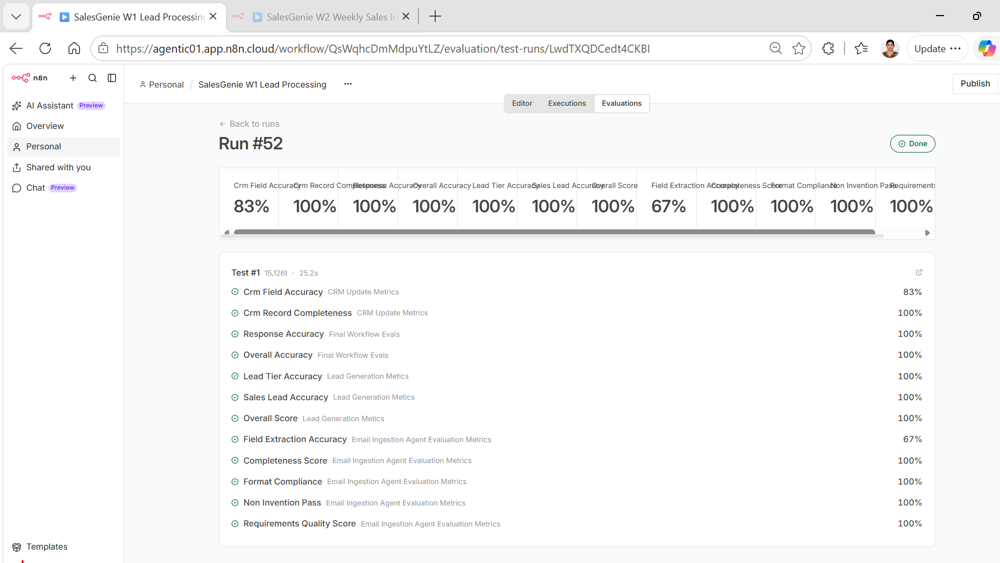 SalesGenie W1 Lead Processing
SalesGenie W2 Weekly Sales In
https://agentic01.app.n8n.cloud/workflow/QsWqhcDmMdpuYtLZ/evaluation/test-runs/LwdTXQDCedt4CKBI
Update
n8n
Personal / SalesGenie W1 Lead Processing
Publish
Editor Executions Evaluations
AI Assistant Preview
Overview
Personal
Shared with you
Chat Preview
Templates
Back to runs
Run #52
Done
Crm Field Accuracy Crm Record Completeness Response Accuracy Overall Accuracy Lead Tier Accuracy Sales Lead Accuracy Overall Score Field Extraction Accuracy Completeness Score Format Compliance Non Invention Pass Requirements
83% 100% 100% 100% 100% 100% 100% 67% 100% 100% 100% 100%
Test #1 15,126t · 25.2s
Crm Field Accuracy CRM Update Metrics 83%
Crm Record Completeness CRM Update Metrics 100%
Response Accuracy Final Workflow Evals 100%
Overall Accuracy Final Workflow Evals 100%
Lead Tier Accuracy Lead Generation Metics 100%
Sales Lead Accuracy Lead Generation Metics 100%
Overall Score Lead Generation Metics 100%
Field Extraction Accuracy Email Ingestion Agent Evaluation Metrics 67%
Completeness Score Email Ingestion Agent Evaluation Metrics 100%
Format Compliance Email Ingestion Agent Evaluation Metrics 100%
Non Invention Pass Email Ingestion Agent Evaluation Metrics 100%
Requirements Quality Score Email Ingestion Agent Evaluation Metrics 100%